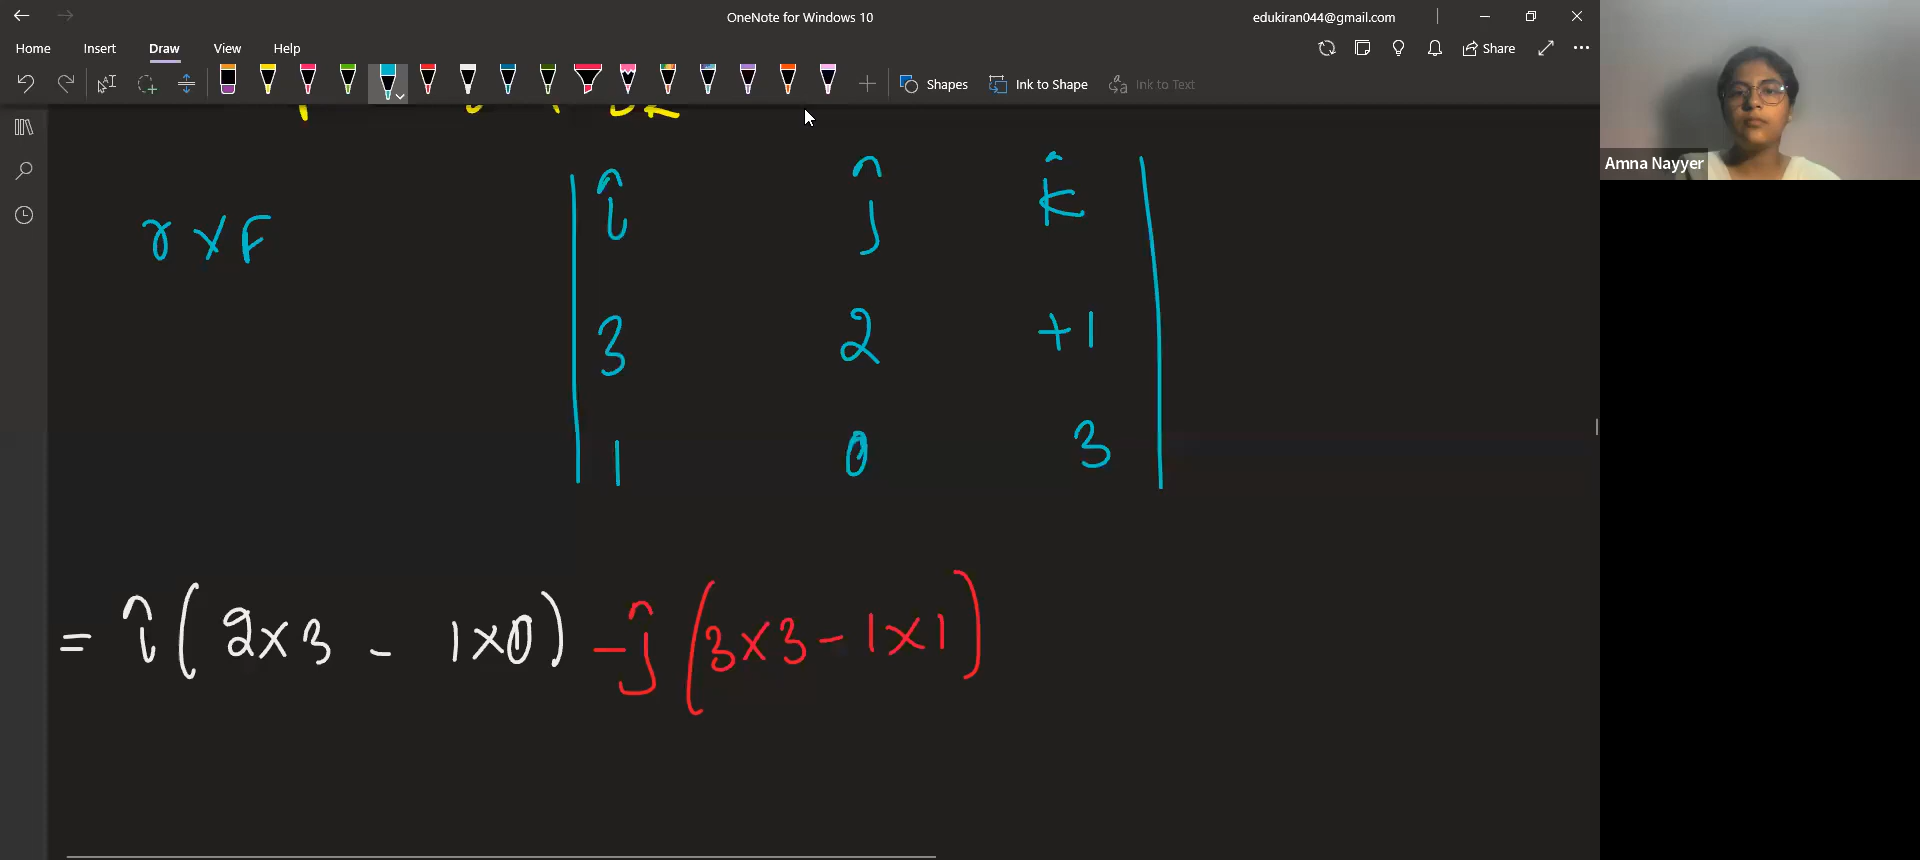 OneNote for Windows 10
edukiran044@gmail.com
Home Insert Draw View Help
Share
Shapes Ink to Shape Ink to Text
Amna Nayyer
î ĵ k̂
r × F
3 2 +1
1 0 3
= î ( 2 × 3 - 1 × 0 ) - ĵ ( 3 × 3 - 1 × 1 )